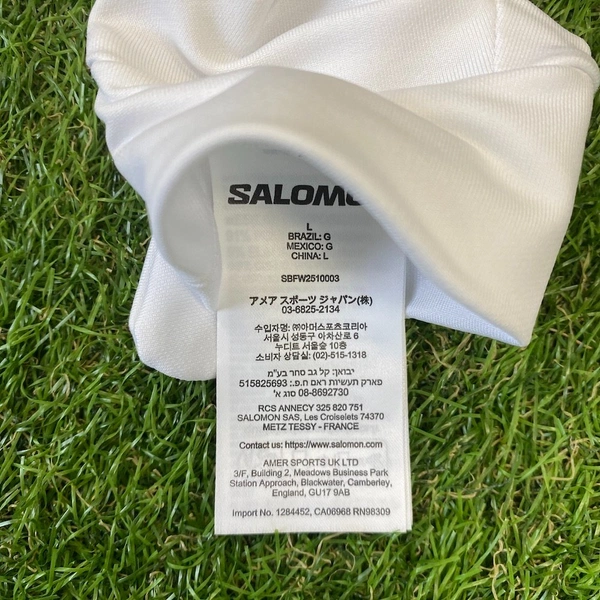 SALOMON
L
BRAZIL: G
MEXICO: G
CHINA: L
SBFW2510003
アメア スポーツ ジャパン(株)
03-6825-2134
수입자명: ㈜아머스포츠코리아
서울시 성동구 아차산로 6
누디트 서울숲 10층
소비자 상담실: (02)-515-1318
יבואן: קל גב סחר בע"מ
פארק תעשיות ראם ח.פ.: 515825693
08-8692730 סוג א'
RCS ANNECY 325 820 751
SALOMON SAS, Les Croiselets 74370
METZ TESSY - FRANCE
Contact us: https://www.salomon.com
AMER SPORTS UK LTD
3/F, Building 2, Meadows Business Park
Station Approach, Blackwater, Camberley,
England, GU17 9AB
Import No. 1284452, CA06968 RN98309